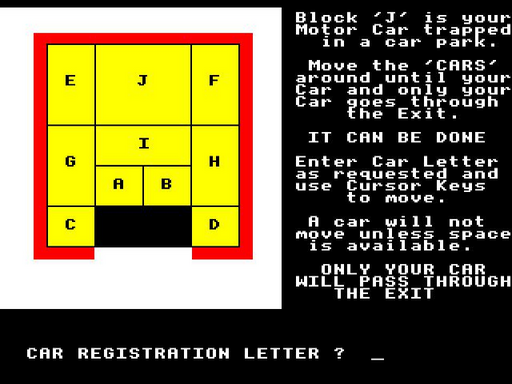 E J F
G I H
A B
C D
Block 'J' is your
Motor Car trapped
in a car park.
Move the 'CARS'
around until your
Car and only your
Car goes through
the Exit.
IT CAN BE DONE
Enter Car Letter
as requested and
use Cursor Keys
to move.
A car will not
move unless space
is available.
ONLY YOUR CAR
WILL PASS THROUGH
THE EXIT
CAR REGISTRATION LETTER ? _